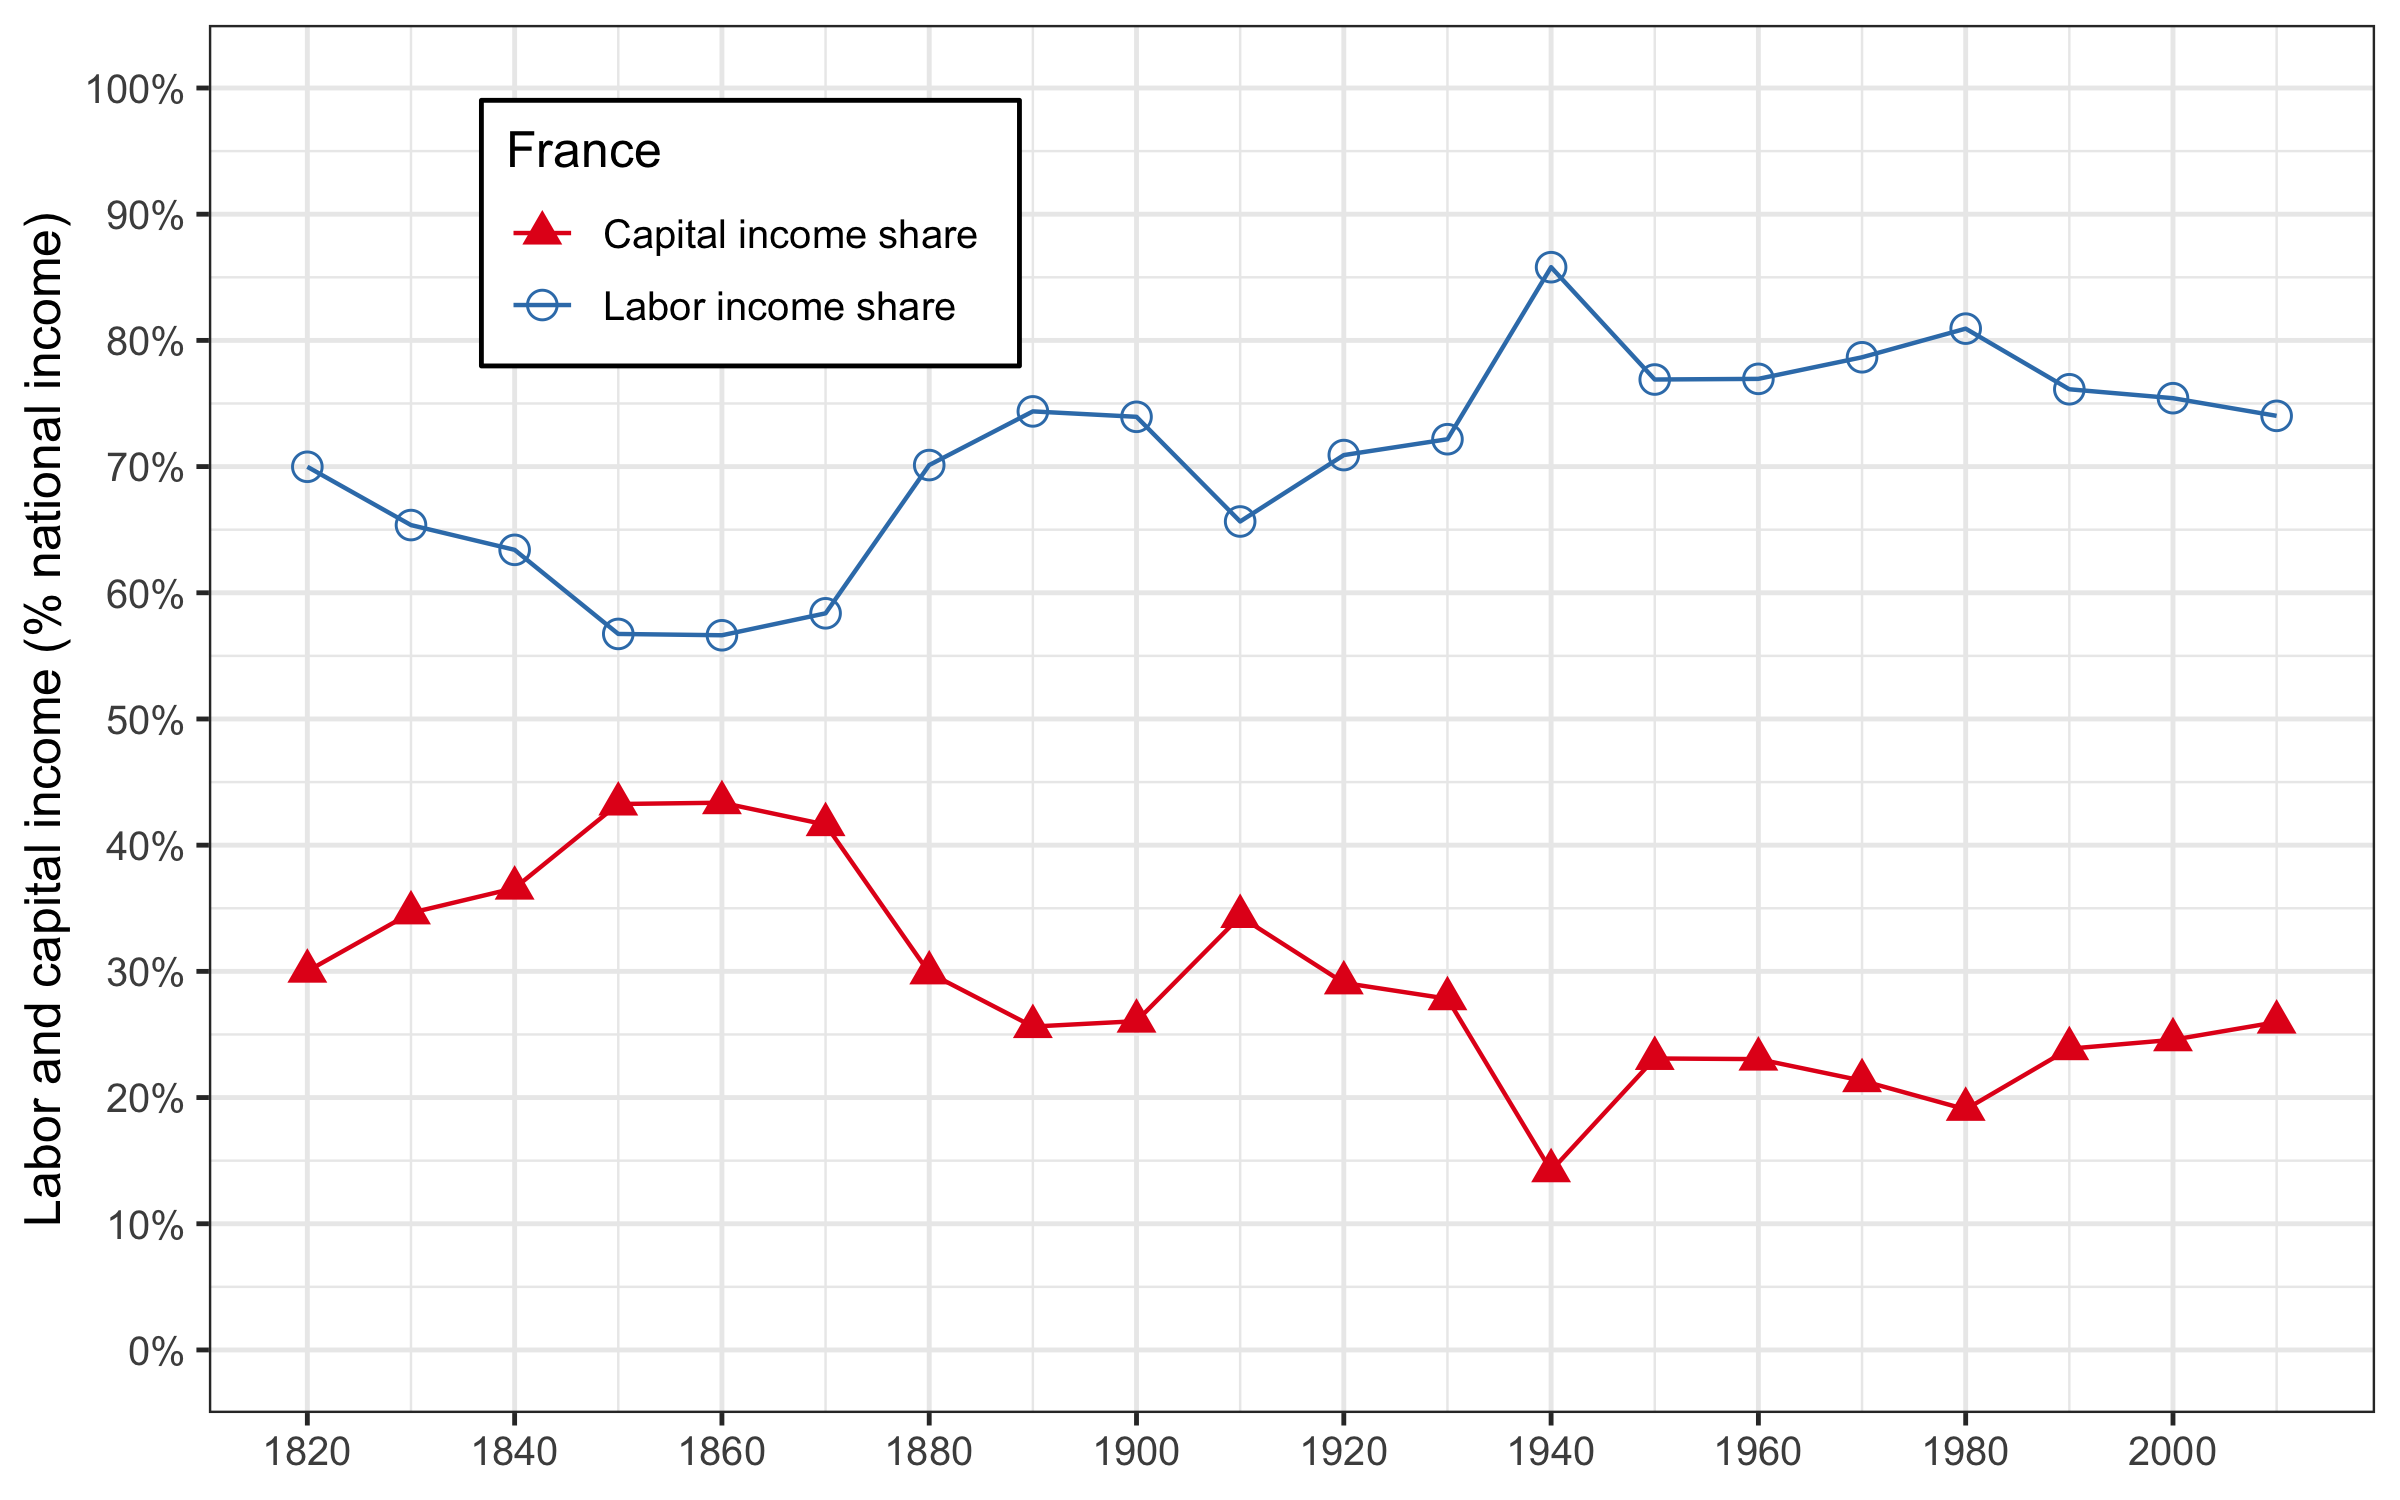 Labor and capital income (% national income)
100%
90%
80%
70%
60%
50%
40%
30%
20%
10%
0%
France
Capital income share
Labor income share
1820 1840 1860 1880 1900 1920 1940 1960 1980 2000